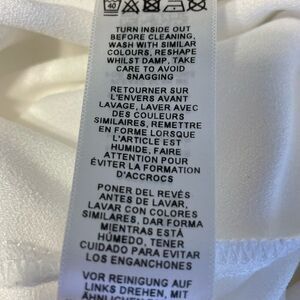 40
TURN INSIDE OUT
BEFORE CLEANING,
WASH WITH SIMILAR
COLOURS, RESHAPE
WHILST DAMP, TAKE
CARE TO AVOID
SNAGGING
RETOURNER SUR
L'ENVERS AVANT
LAVAGE, LAVER AVEC
DES COULEURS
SIMILAIRES, REMETTRE
EN FORME LORSQUE
L'ARTICLE EST
HUMIDE, FAIRE
ATTENTION POUR
ÉVITER LA FORMATION
D'ACCROCS
PONER DEL REVÉS
ANTES DE LAVAR,
LAVAR CON COLORES
SIMILARES, DAR FORMA
MIENTRAS ESTÁ
HÚMEDO, TENER
CUIDADO PARA EVITAR
LOS ENGANCHONES
VOR REINIGUNG AUF
LINKS DREHEN, MIT
ÄHNLICHEN